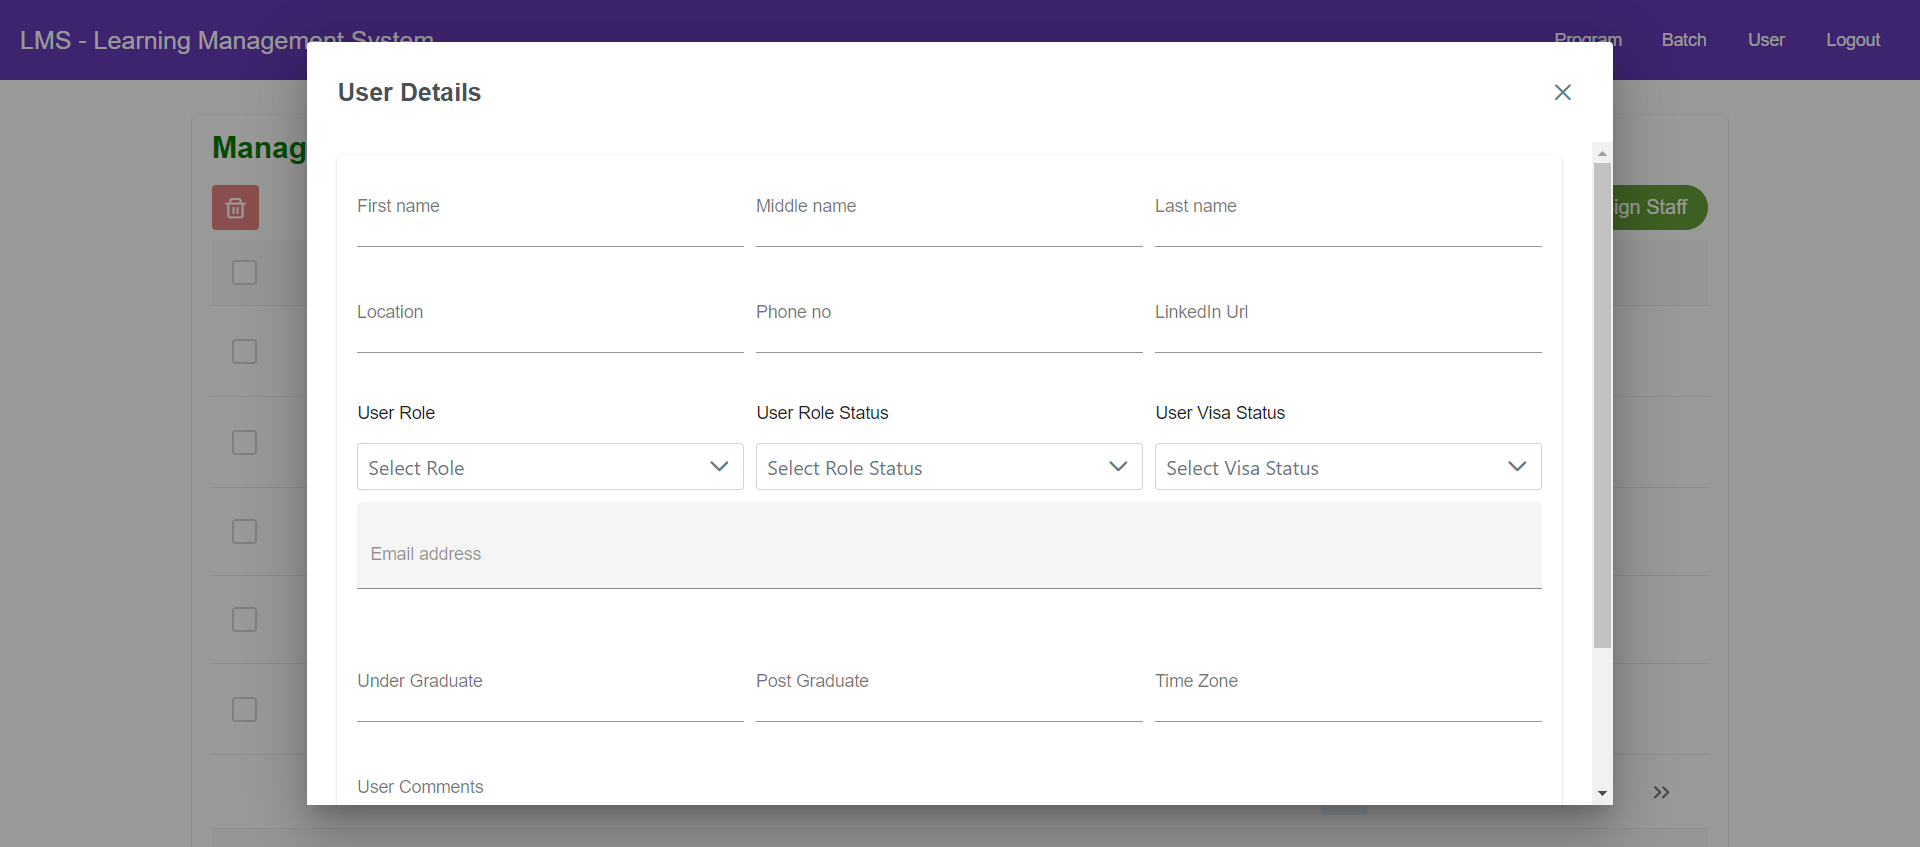 LMS - Learning Management System
Program Batch User Logout
User Details
Manag
ign Staff
First name Middle name Last name
Location Phone no LinkedIn Url
User Role User Role Status User Visa Status
Select Role Select Role Status Select Visa Status
Email address
Under Graduate Post Graduate Time Zone
User Comments